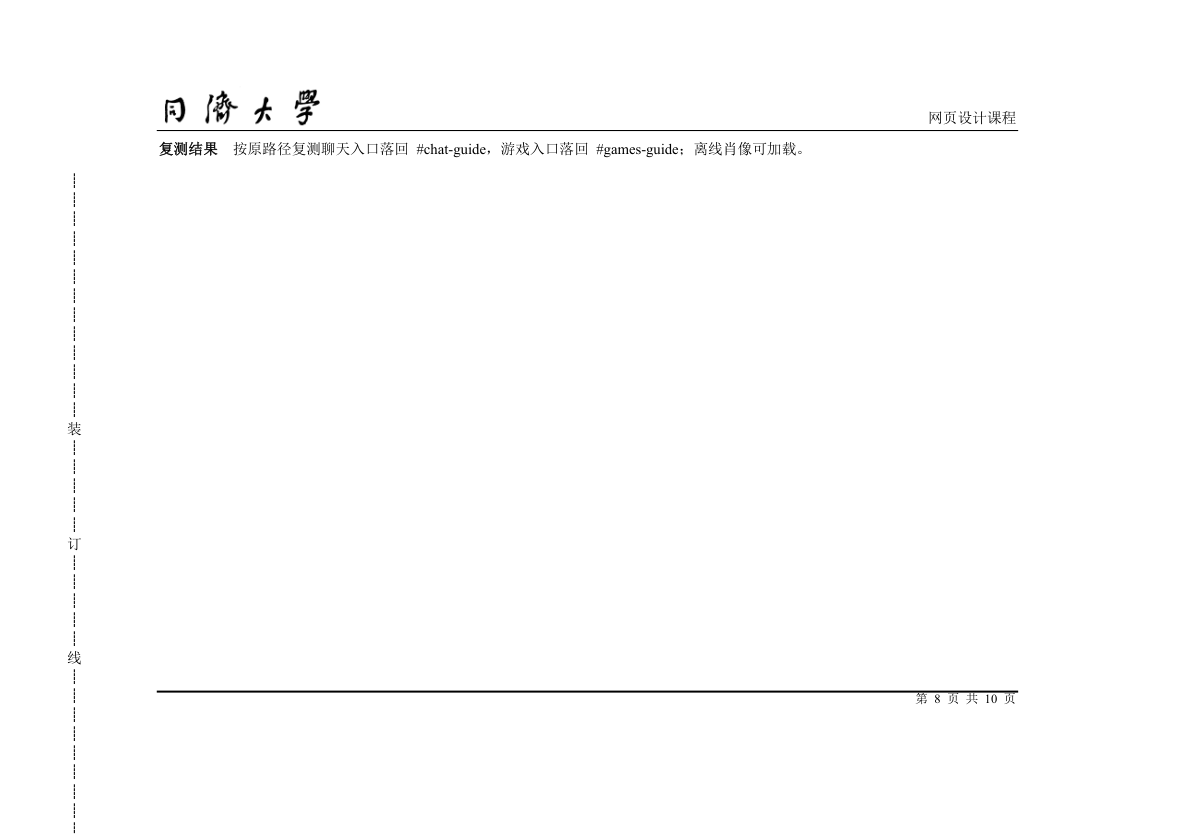 同濟大學
网页设计课程
复测结果 按原路径复测聊天入口落回 #chat-guide，游戏入口落回 #games-guide；离线肖像可加载。
装
订
线
第 8 页 共 10 页